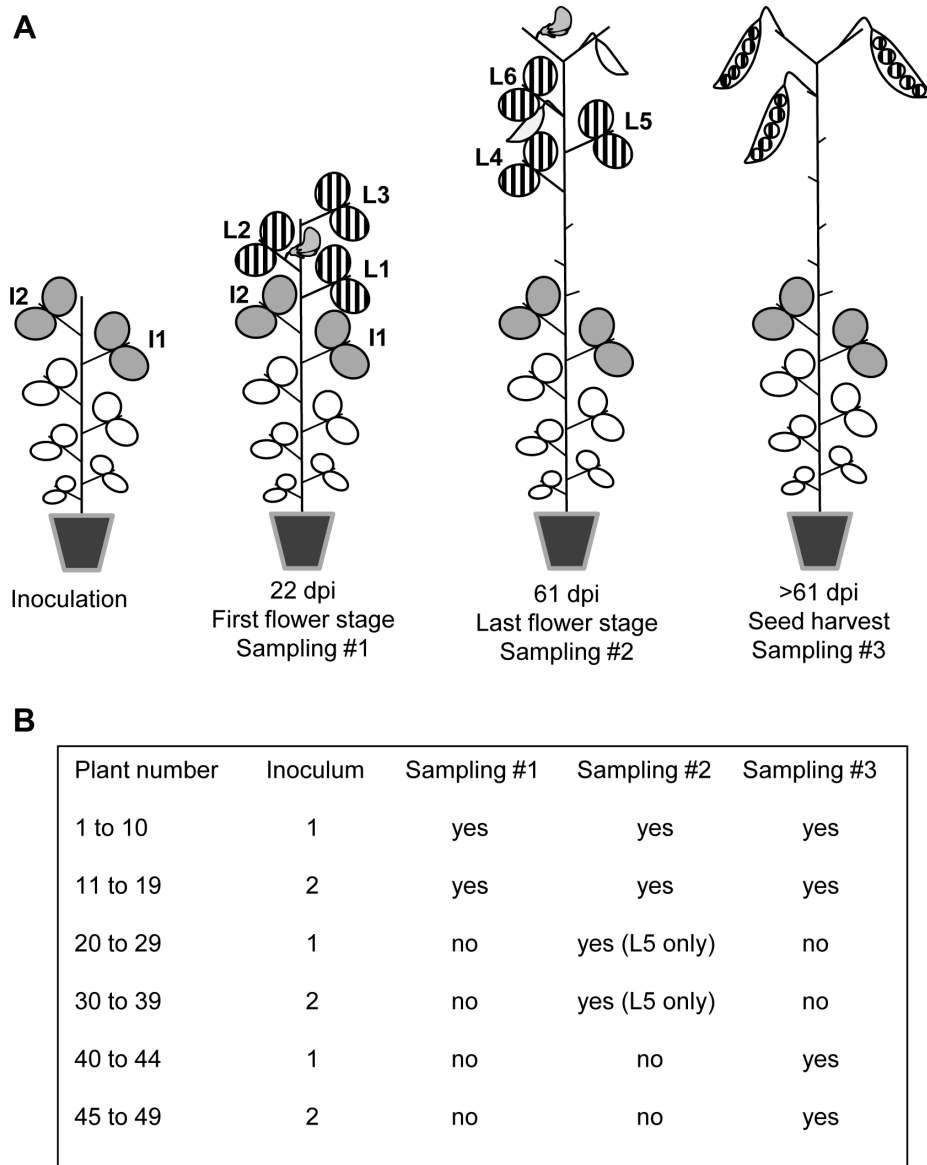 A
I2
I1
Inoculation
L3
L2
L1
I2
I1
22 dpi
First flower stage
Sampling #1
L6
L5
L4
61 dpi
Last flower stage
Sampling #2
>61 dpi
Seed harvest
Sampling #3
B
Plant number Inoculum Sampling #1 Sampling #2 Sampling #3
1 to 10 1 yes yes yes
11 to 19 2 yes yes yes
20 to 29 1 no yes (L5 only) no
30 to 39 2 no yes (L5 only) no
40 to 44 1 no no yes
45 to 49 2 no no yes